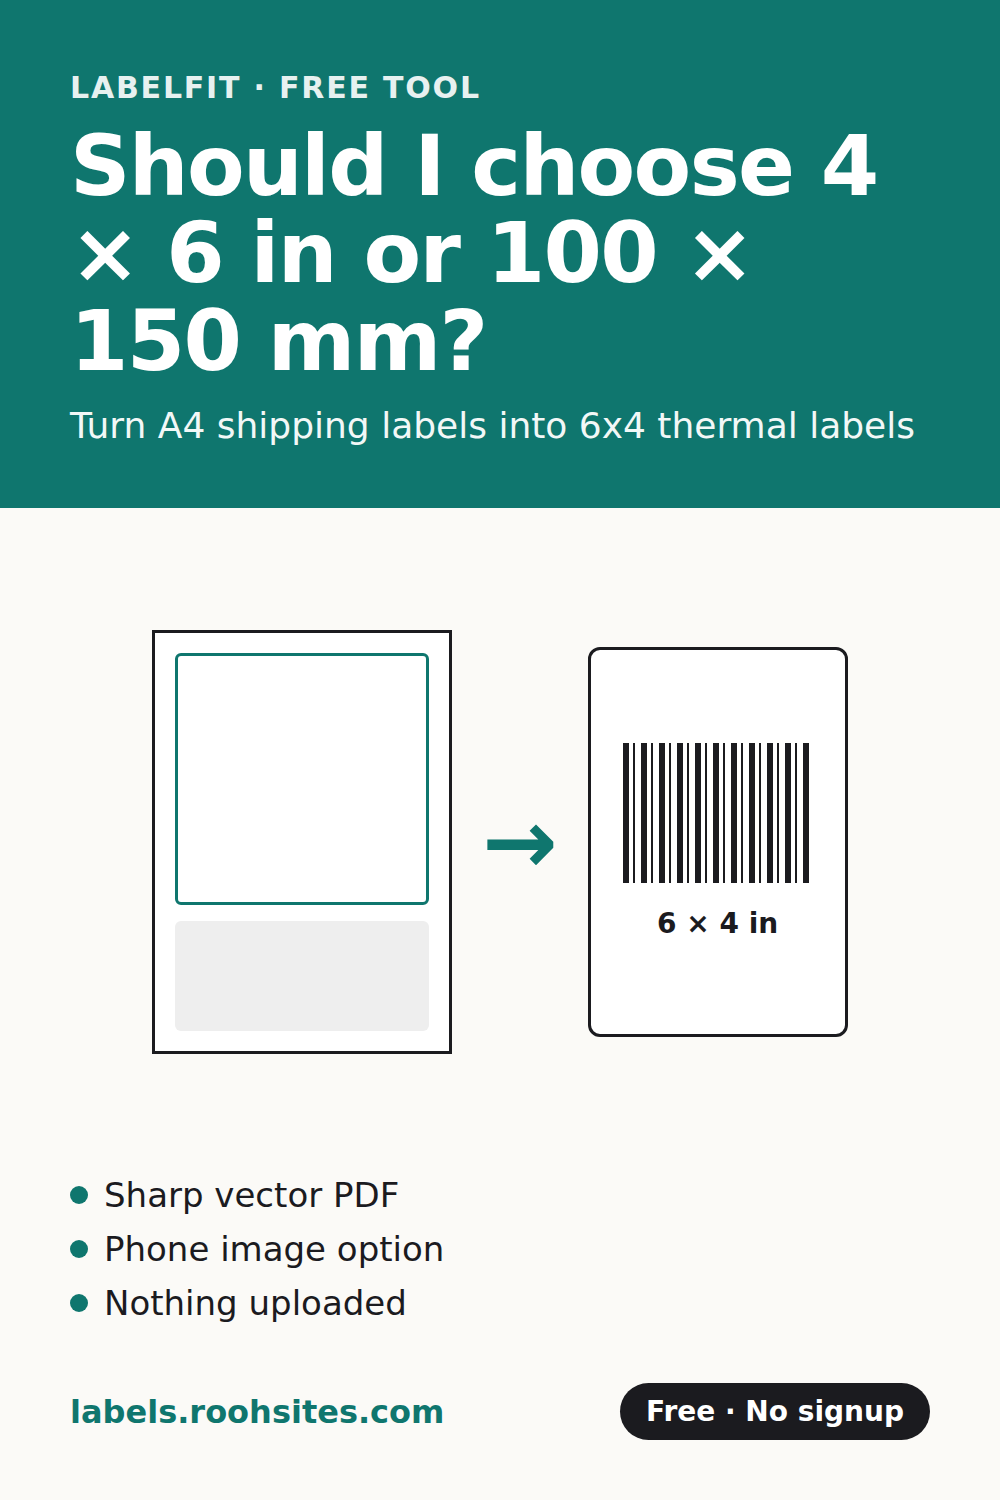 LABELFIT · FREE TOOL
Should I choose 4
× 6 in or 100 ×
150 mm?
Turn A4 shipping labels into 6x4 thermal labels
→
6 × 4 in
Sharp vector PDF
Phone image option
Nothing uploaded
labels.roohsites.com
Free · No signup